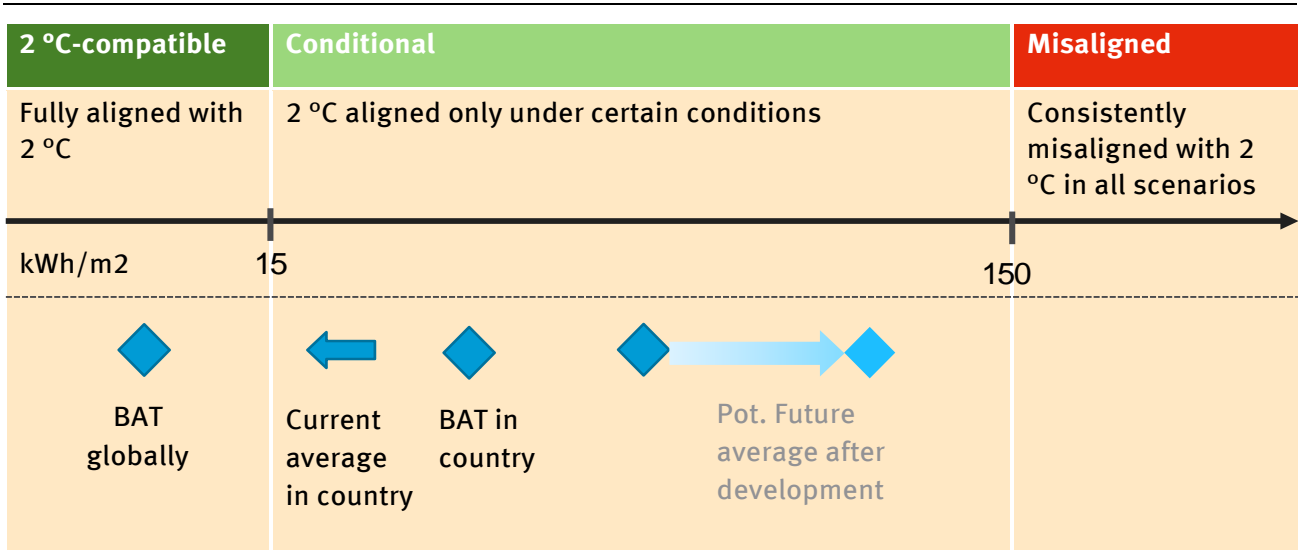 2 °C-compatible
Conditional
Misaligned
Fully aligned with
2 °C
2 °C aligned only under certain conditions
Consistently
misaligned with 2
°C in all scenarios
kWh/m2
15
150
BAT
globally
Current
average
in country
BAT in
country
Pot. Future
average after
development